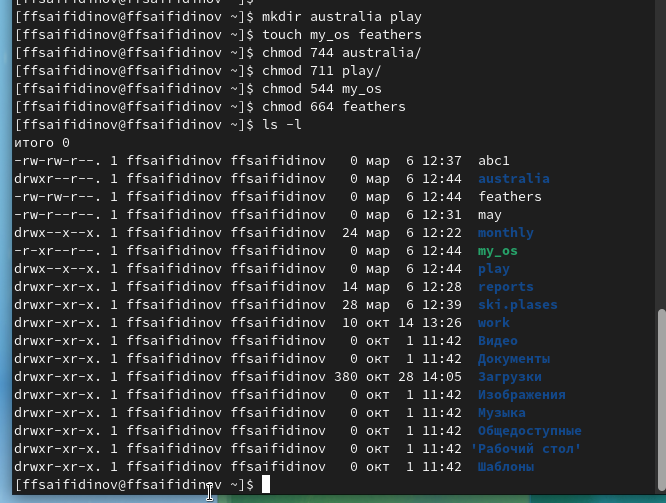 [ffsaifidinov@ffsaifidinov ~]$ mkdir australia play
[ffsaifidinov@ffsaifidinov ~]$ touch my_os feathers
[ffsaifidinov@ffsaifidinov ~]$ chmod 744 australia/
[ffsaifidinov@ffsaifidinov ~]$ chmod 711 play/
[ffsaifidinov@ffsaifidinov ~]$ chmod 544 my_os
[ffsaifidinov@ffsaifidinov ~]$ chmod 664 feathers
[ffsaifidinov@ffsaifidinov ~]$ ls -l
итого 0
-rw-rw-r--. 1 ffsaifidinov ffsaifidinov   0 мар  6 12:37  abc1
drwxr--r--. 1 ffsaifidinov ffsaifidinov   0 мар  6 12:44  australia
-rw-rw-r--. 1 ffsaifidinov ffsaifidinov   0 мар  6 12:44  feathers
-rw-r--r--. 1 ffsaifidinov ffsaifidinov   0 мар  6 12:31  may
drwx--x--x. 1 ffsaifidinov ffsaifidinov  24 мар  6 12:22  monthly
-r-xr--r--. 1 ffsaifidinov ffsaifidinov   0 мар  6 12:44  my_os
drwx--x--x. 1 ffsaifidinov ffsaifidinov   0 мар  6 12:44  play
drwxr-xr-x. 1 ffsaifidinov ffsaifidinov  14 мар  6 12:28  reports
drwxr-xr-x. 1 ffsaifidinov ffsaifidinov  28 мар  6 12:39  ski.plases
drwxr-xr-x. 1 ffsaifidinov ffsaifidinov  10 окт 14 13:26  work
drwxr-xr-x. 1 ffsaifidinov ffsaifidinov   0 окт  1 11:42  Видео
drwxr-xr-x. 1 ffsaifidinov ffsaifidinov   0 окт  1 11:42  Документы
drwxr-xr-x. 1 ffsaifidinov ffsaifidinov 380 окт 28 14:05  Загрузки
drwxr-xr-x. 1 ffsaifidinov ffsaifidinov   0 окт  1 11:42  Изображения
drwxr-xr-x. 1 ffsaifidinov ffsaifidinov   0 окт  1 11:42  Музыка
drwxr-xr-x. 1 ffsaifidinov ffsaifidinov   0 окт  1 11:42  Общедоступные
drwxr-xr-x. 1 ffsaifidinov ffsaifidinov   0 окт  1 11:42 'Рабочий стол'
drwxr-xr-x. 1 ffsaifidinov ffsaifidinov   0 окт  1 11:42  Шаблоны
[ffsaifidinov@ffsaifidinov ~]$